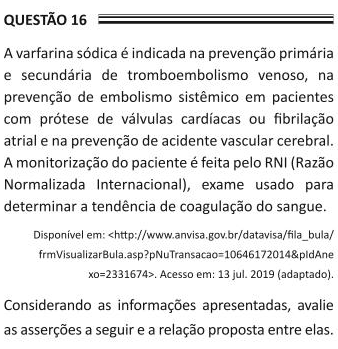 QUESTÃO 16
A varfarina sódica é indicada na prevenção primária
e secundária de tromboembolismo venoso, na
prevenção de embolismo sistêmico em pacientes
com prótese de válvulas cardíacas ou fibrilação
atrial e na prevenção de acidente vascular cerebral.
A monitorização do paciente é feita pelo RNI (Razão
Normalizada Internacional), exame usado para
determinar a tendência de coagulação do sangue.
Disponível em: <http://www.anvisa.gov.br/datavisa/fila_bula/
frmVisualizarBula.asp?pNuTransacao=10646172014&pIdAne
xo=2331674>. Acesso em: 13 jul. 2019 (adaptado).
Considerando as informações apresentadas, avalie
as asserções a seguir e a relação proposta entre elas.